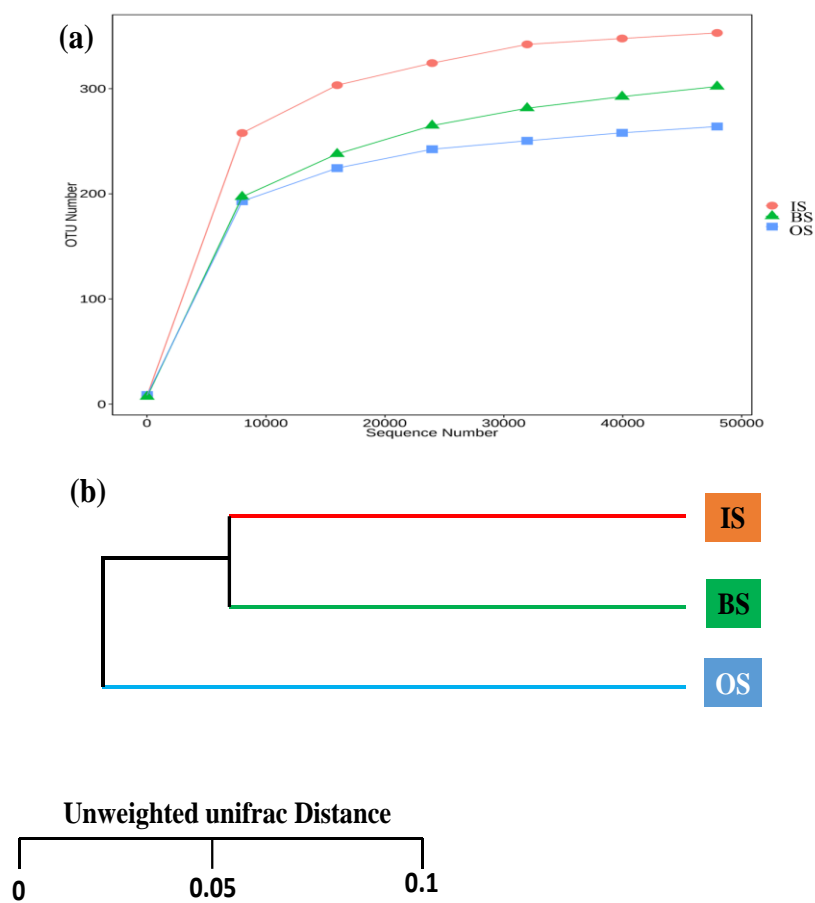 (a)
300
200
100
0
OTU Number
0 10000 20000 30000 40000 50000
Sequence Number
IS
BS
OS
(b)
IS
BS
OS
Unweighted unifrac Distance
0 0.05 0.1